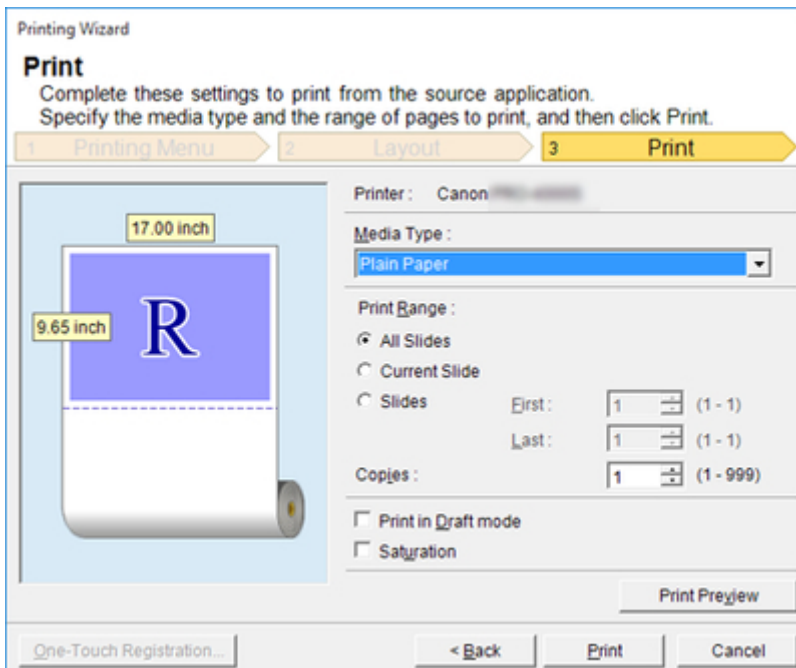 Printing Wizard
Print
Complete these settings to print from the source application.
Specify the media type and the range of pages to print, and then click Print.
1 Printing Menu 2 Layout 3 Print
Printer : Canon
17.00 inch
Media Type :
Plain Paper
9.65 inch
R
Print Range :
All Slides
Current Slide
Slides First : 1 (1 - 1)
Last : 1 (1 - 1)
Copies : 1 (1 - 999)
Print in Draft mode
Saturation
Print Preview
One-Touch Registration... < Back Print Cancel